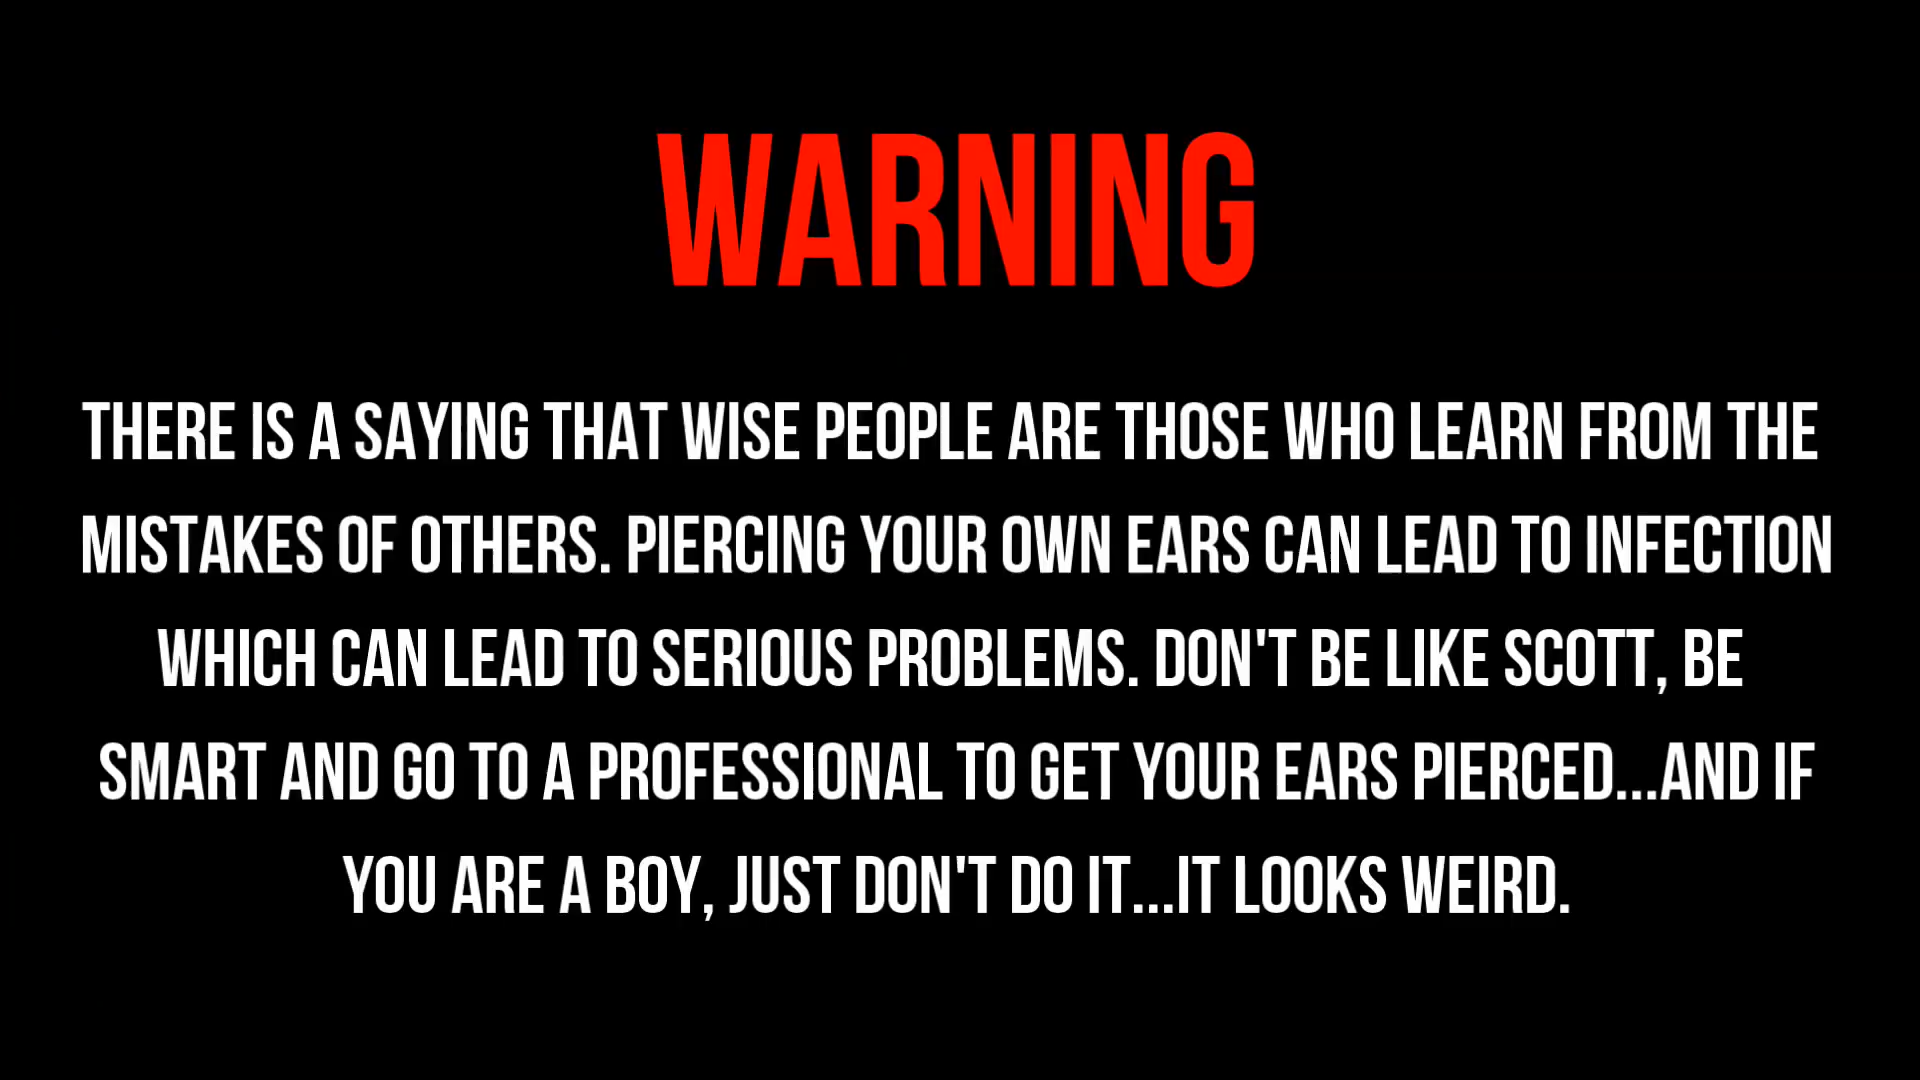 WARNING
THERE IS A SAYING THAT WISE PEOPLE ARE THOSE WHO LEARN FROM THE
MISTAKES OF OTHERS. PIERCING YOUR OWN EARS CAN LEAD TO INFECTION
WHICH CAN LEAD TO SERIOUS PROBLEMS. DON'T BE LIKE SCOTT, BE
SMART AND GO TO A PROFESSIONAL TO GET YOUR EARS PIERCED...AND IF
YOU ARE A BOY, JUST DON'T DO IT...IT LOOKS WEIRD.